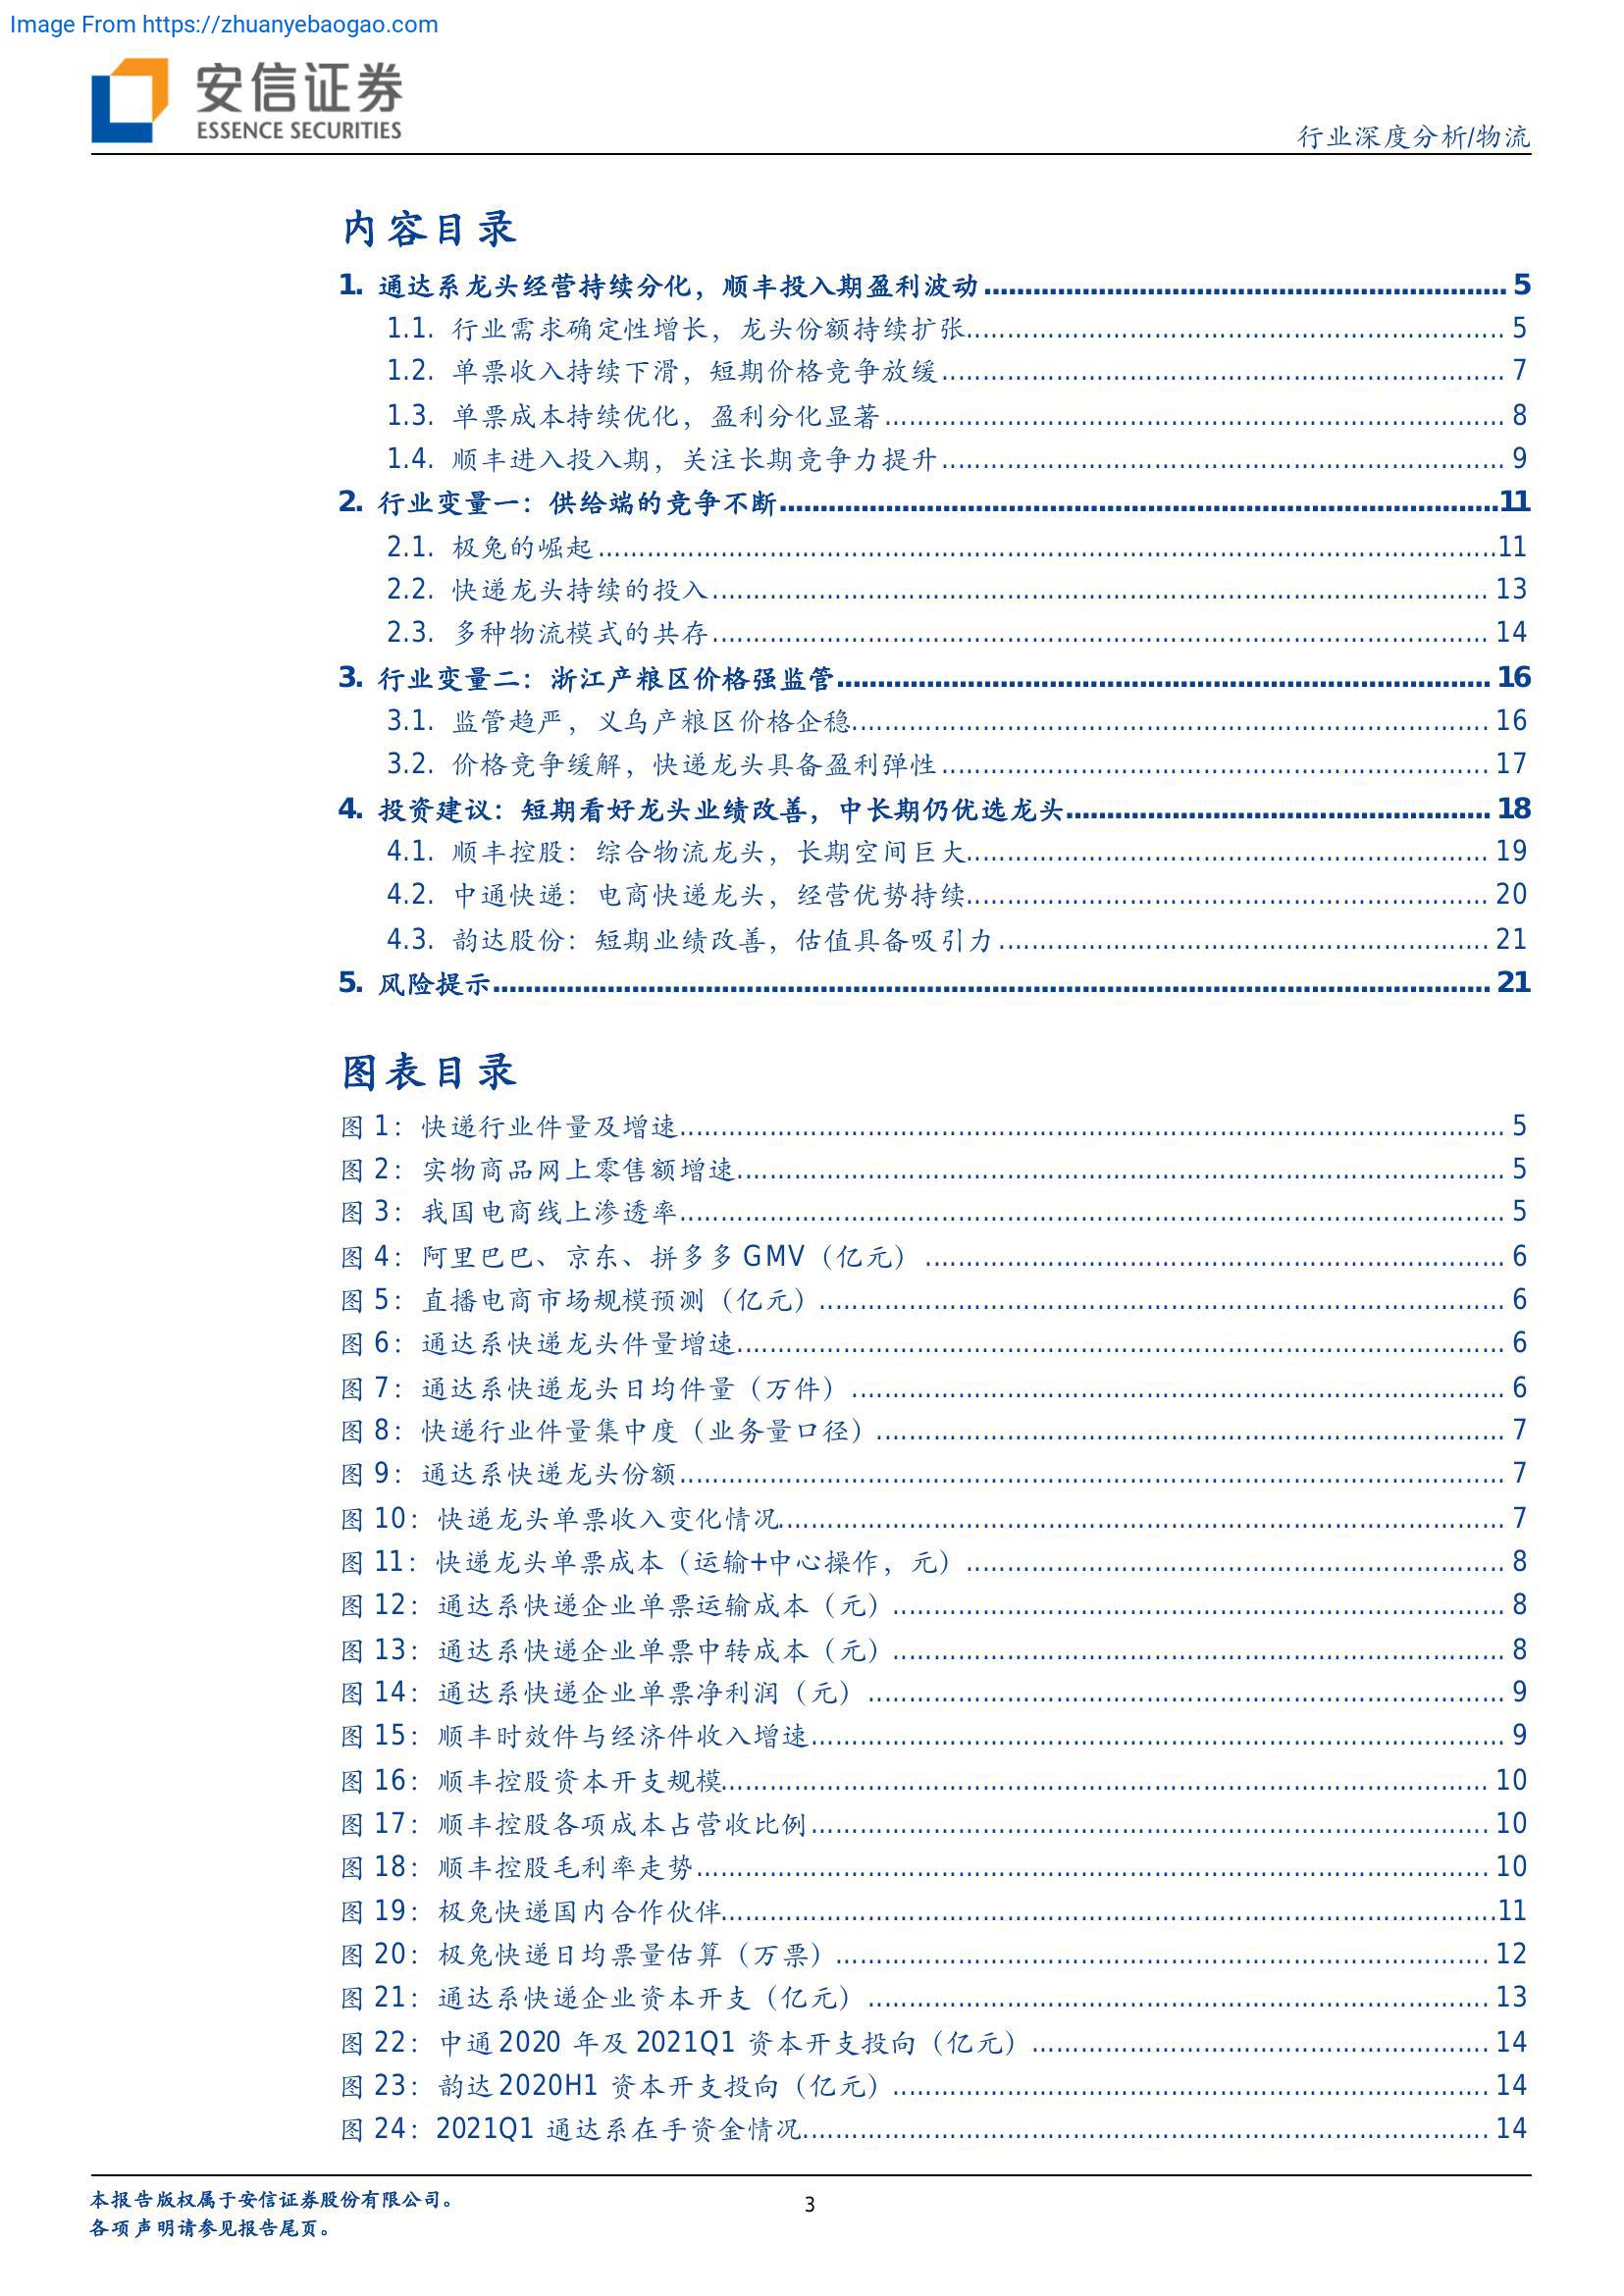 Image From https://zhuanyebaogao.com
安信证券
ESSENCE SECURITIES
行业深度分析/物流
内容目录
1. 通达系龙头经营持续分化，顺丰投入期盈利波动 5
1.1. 行业需求确定性增长，龙头份额持续扩张 5
1.2. 单票收入持续下滑，短期价格竞争放缓 7
1.3. 单票成本持续优化，盈利分化显著 8
1.4. 顺丰进入投入期，关注长期竞争力提升 9
2. 行业变量一：供给端的竞争不断 11
2.1. 极兔的崛起 11
2.2. 快递龙头持续的投入 13
2.3. 多种物流模式的共存 14
3. 行业变量二：浙江产粮区价格强监管 16
3.1. 监管趋严，义乌产粮区价格企稳 16
3.2. 价格竞争缓解，快递龙头具备盈利弹性 17
4. 投资建议：短期看好龙头业绩改善，中长期仍优选龙头 18
4.1. 顺丰控股：综合物流龙头，长期空间巨大 19
4.2. 中通快递：电商快递龙头，经营优势持续 20
4.3. 韵达股份：短期业绩改善，估值具备吸引力 21
5. 风险提示 21
图表目录
图 1：快递行业件量及增速 5
图 2：实物商品网上零售额增速 5
图 3：我国电商线上渗透率 5
图 4：阿里巴巴、京东、拼多多 GMV（亿元） 6
图 5：直播电商市场规模预测（亿元） 6
图 6：通达系快递龙头件量增速 6
图 7：通达系快递龙头日均件量（万件） 6
图 8：快递行业件量集中度（业务量口径） 7
图 9：通达系快递龙头份额 7
图 10：快递龙头单票收入变化情况 7
图 11：快递龙头单票成本（运输+中心操作，元） 8
图 12：通达系快递企业单票运输成本（元） 8
图 13：通达系快递企业单票中转成本（元） 8
图 14：通达系快递企业单票净利润（元） 9
图 15：顺丰时效件与经济件收入增速 9
图 16：顺丰控股资本开支规模 10
图 17：顺丰控股各项成本占营收比例 10
图 18：顺丰控股毛利率走势 10
图 19：极兔快递国内合作伙伴 11
图 20：极兔快递日均票量估算（万票） 12
图 21：通达系快递企业资本开支（亿元） 13
图 22：中通 2020 年及 2021Q1 资本开支投向（亿元） 14
图 23：韵达 2020H1 资本开支投向（亿元） 14
图 24：2021Q1 通达系在手资金情况 14
本报告版权属于安信证券股份有限公司。
3
各项声明请参见报告尾页。